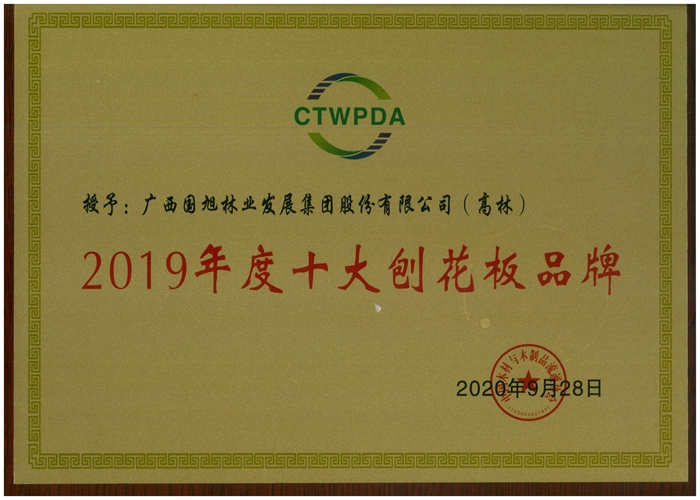 CTWPDA
授予：广西国旭林业发展集团股份有限公司（高林）
2019年度十大刨花板品牌
2020年9月28日